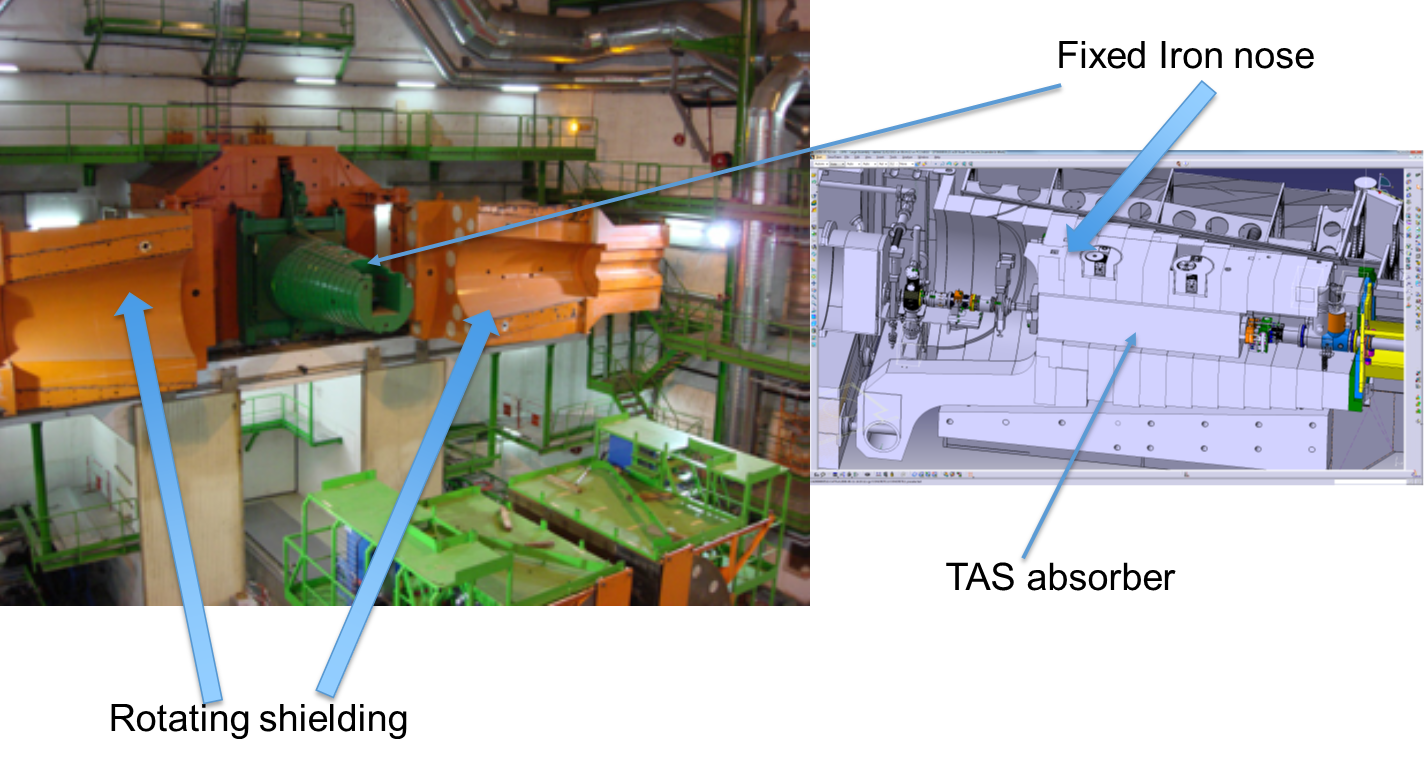 Fixed Iron nose
TAS absorber
Rotating shielding